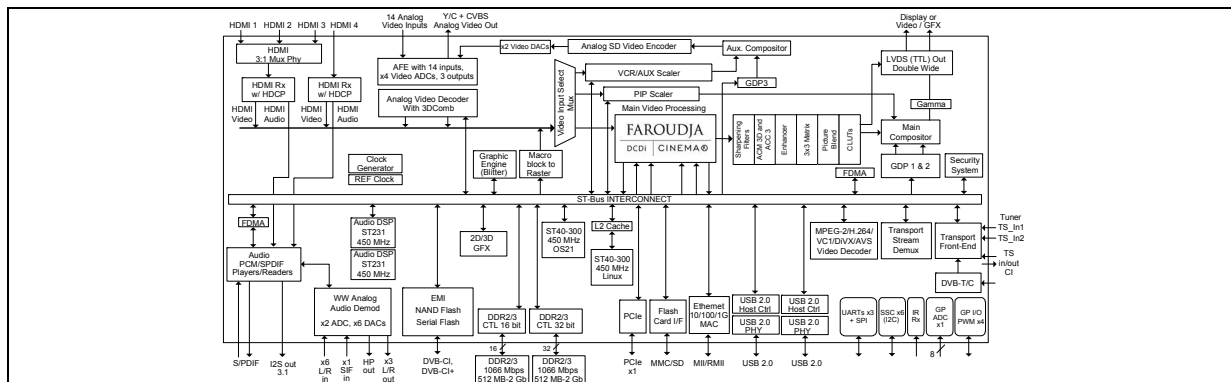 HDMI 1 HDMI 2 HDMI 3 HDMI 4
14 Analog
Video Inputs
Y/C + CVBS
Analog Video Out
Display or
Video / GFX
HDMI
3:1 Mux Phy
AFE with 14 inputs,
x4 Video ADCs, 3 outputs
x2 Video DACs
Analog SD Video Encoder
Aux. Compositor
LVDS (TTL) Out
Double Wide
HDMI Rx
w/ HDCP
HDMI Rx
w/ HDCP
Analog Video Decoder
With 3DComb
Video Input Select
Mux
VCR/AUX Scaler
GDP3
PIP Scaler
Gamma
HDMI
Video
HDMI
Audio
HDMI
Video
HDMI
Audio
Main Video Processing
FAROUDJA
DCDi CINEMA®
Sharpening
Filters
ACM 3D and
ACC 3
Enhancer
3x3 Matrix
Picture
Blend
CLUTs
Main
Compositor
Clock
Generator
REF Clock
Graphic
Engine
(Blitter)
Macro
block to
Raster
FDMA
GDP 1 & 2
Security
System
ST-Bus INTERCONNECT
FDMA
Audio
PCM/SPDIF
Players/Readers
Audio DSP
ST231
450 MHz
Audio DSP
ST231
450 MHz
2D/3D
GFX
ST40-300
450 MHz
OS21
L2 Cache
ST40-300
450 MHz
Linux
MPEG-2/H.264/
VC1/DiVX/AVS
Video Decoder
Transport
Stream
Demux
Transport
Front-End
Tuner
TS_In1
TS_In2
TS
in/out
CI
DVB-T/C
WW Analog
Audio Demod
x2 ADC, x6 DACs
EMI
NAND Flash
Serial Flash
DDR2/3
CTL 16 bit
DDR2/3
CTL 32 bit
PCIe
Flash
Card I/F
Ethernet
10/100/1G
MAC
USB 2.0
Host Ctrl
USB 2.0
PHY
USB 2.0
Host Ctrl
USB 2.0
PHY
UARTs x3
+ SPI
SSC x6
(I2C)
IR
Rx
GP
ADC
x1
GP I/O
PWM x4
16
32
8
S/PDIF
I2S out
3.1
x6
L/R
in
x1
SIF
in
HP
out
x3
L/R
out
DVB-CI,
DVB-CI+
DDR2/3
1066 Mbps
512 MB-2 Gb
DDR2/3
1066 Mbps
512 MB-2 Gb
PCIe
x1
MMC/SD
MII/RMII
USB 2.0
USB 2.0